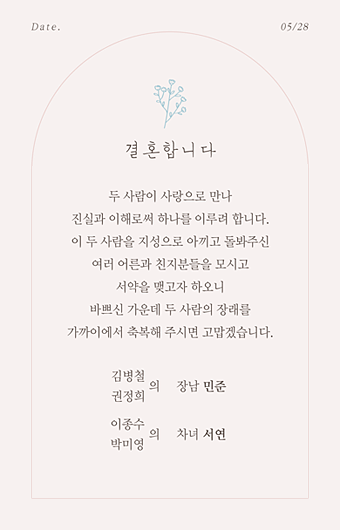 Date.
05/28
결혼합니다
두 사람이 사랑으로 만나
진실과 이해로써 하나를 이루려 합니다.
이 두 사람을 지성으로 아끼고 돌봐주신
여러 어른과 친지분들을 모시고
서약을 맺고자 하오니
바쁘신 가운데 두 사람의 장래를
가까이에서 축복해 주시면 고맙겠습니다.
김병철
권정희
의 장남 민준
이종수
박미영
의 차녀 서연